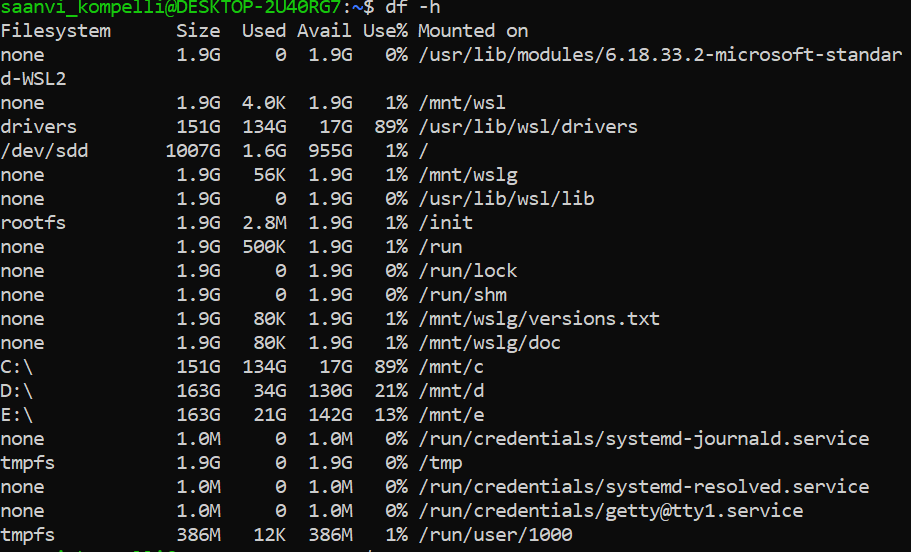 saanvi_kompelli@DESKTOP-2U40RG7:~$ df -h
Filesystem      Size  Used Avail Use% Mounted on
none            1.9G     0  1.9G   0% /usr/lib/modules/6.18.33.2-microsoft-standar
d-WSL2
none            1.9G  4.0K  1.9G   1% /mnt/wsl
drivers         151G  134G   17G  89% /usr/lib/wsl/drivers
/dev/sdd       1007G  1.6G  955G   1% /
none            1.9G   56K  1.9G   1% /mnt/wslg
none            1.9G     0  1.9G   0% /usr/lib/wsl/lib
rootfs          1.9G  2.8M  1.9G   1% /init
none            1.9G  500K  1.9G   1% /run
none            1.9G     0  1.9G   0% /run/lock
none            1.9G     0  1.9G   0% /run/shm
none            1.9G   80K  1.9G   1% /mnt/wslg/versions.txt
none            1.9G   80K  1.9G   1% /mnt/wslg/doc
C:\             151G  134G   17G  89% /mnt/c
D:\             163G   34G  130G  21% /mnt/d
E:\             163G   21G  142G  13% /mnt/e
none            1.0M     0  1.0M   0% /run/credentials/systemd-journald.service
tmpfs           1.9G     0  1.9G   0% /tmp
none            1.0M     0  1.0M   0% /run/credentials/systemd-resolved.service
none            1.0M     0  1.0M   0% /run/credentials/getty@tty1.service
tmpfs           386M   12K  386M   1% /run/user/1000